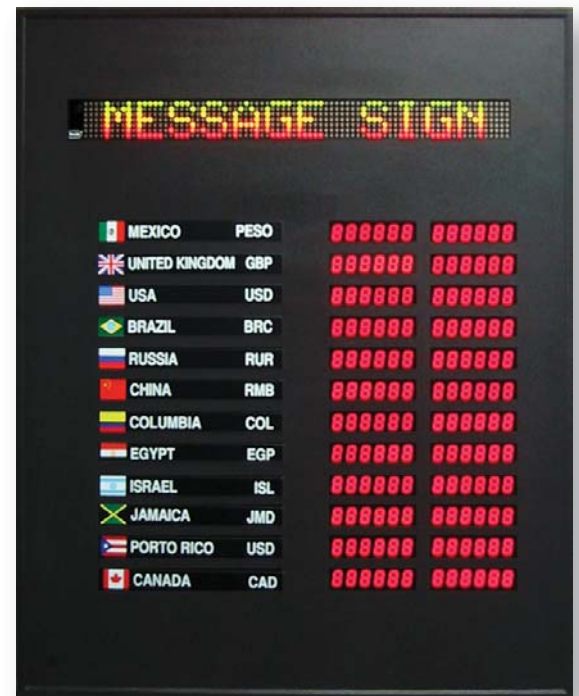 MESSAGE SIGN
MEXICO PESO 888888 888888
UNITED KINGDOM GBP 888888 888888
USA USD 888888 888888
BRAZIL BRC 888888 888888
RUSSIA RUR 888888 888888
CHINA RMB 888888 888888
COLUMBIA COL 888888 888888
EGYPT EGP 888888 888888
ISRAEL ISL 888888 888888
JAMAICA JMD 888888 888888
PORTO RICO USD 888888 888888
CANADA CAD 888888 888888